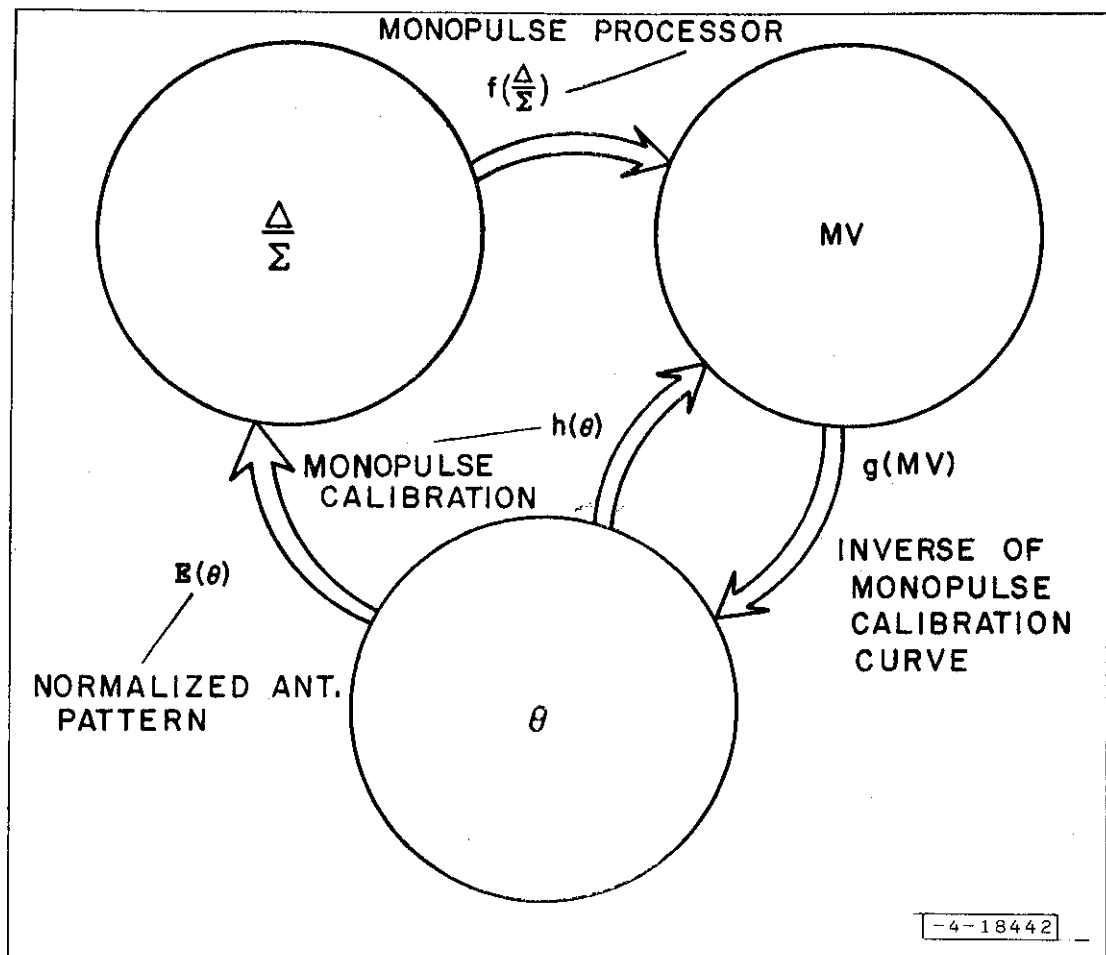 MONOPULSE PROCESSOR
f(Δ/Σ)
Δ
Σ
MV
h(θ)
MONOPULSE
CALIBRATION
g(MV)
E(θ)
INVERSE OF
MONOPULSE
CALIBRATION
CURVE
NORMALIZED ANT.
PATTERN
θ
-4-18442